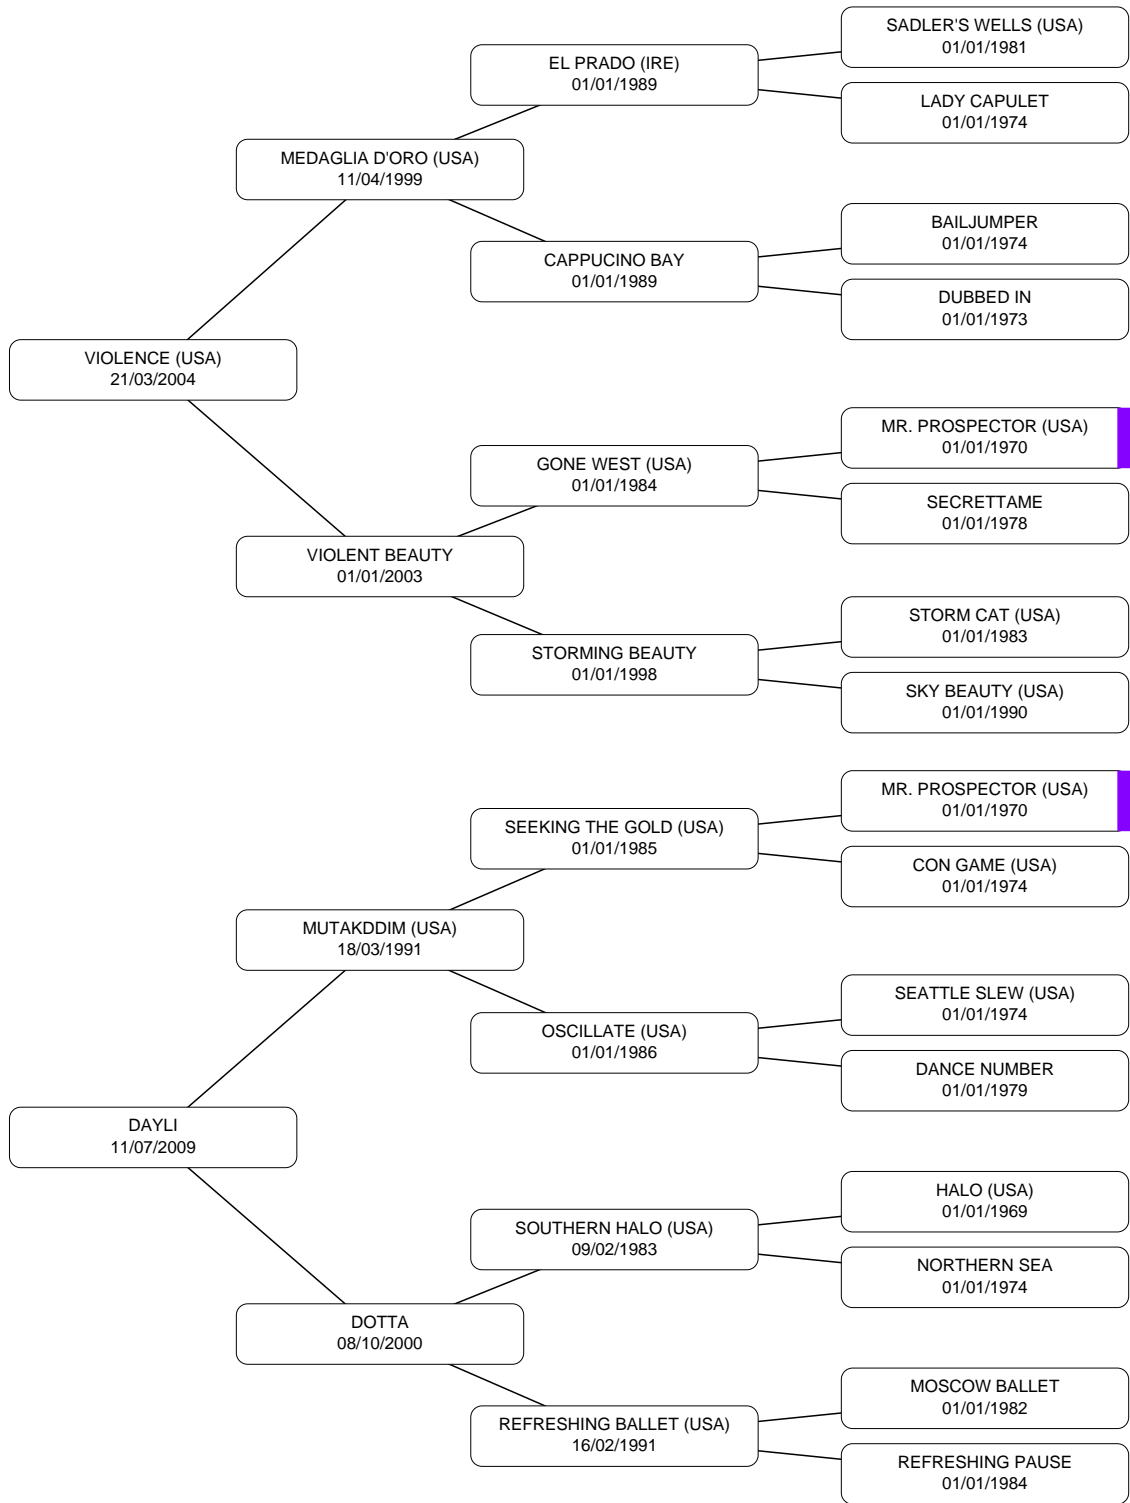 SADLER'S WELLS (USA)
01/01/1981
EL PRADO (IRE)
01/01/1989
LADY CAPULET
01/01/1974
MEDAGLIA D'ORO (USA)
11/04/1999
BAILJUMPER
01/01/1974
CAPPUCINO BAY
01/01/1989
DUBBED IN
01/01/1973
VIOLENCE (USA)
21/03/2004
MR. PROSPECTOR (USA)
01/01/1970
GONE WEST (USA)
01/01/1984
SECRETTAME
01/01/1978
VIOLENT BEAUTY
01/01/2003
STORM CAT (USA)
01/01/1983
STORMING BEAUTY
01/01/1998
SKY BEAUTY (USA)
01/01/1990
MR. PROSPECTOR (USA)
01/01/1970
SEEKING THE GOLD (USA)
01/01/1985
CON GAME (USA)
01/01/1974
MUTAKDDIM (USA)
18/03/1991
SEATTLE SLEW (USA)
01/01/1974
OSCILLATE (USA)
01/01/1986
DANCE NUMBER
01/01/1979
DAYLI
11/07/2009
HALO (USA)
01/01/1969
SOUTHERN HALO (USA)
09/02/1983
NORTHERN SEA
01/01/1974
DOTTA
08/10/2000
MOSCOW BALLET
01/01/1982
REFRESHING BALLET (USA)
16/02/1991
REFRESHING PAUSE
01/01/1984